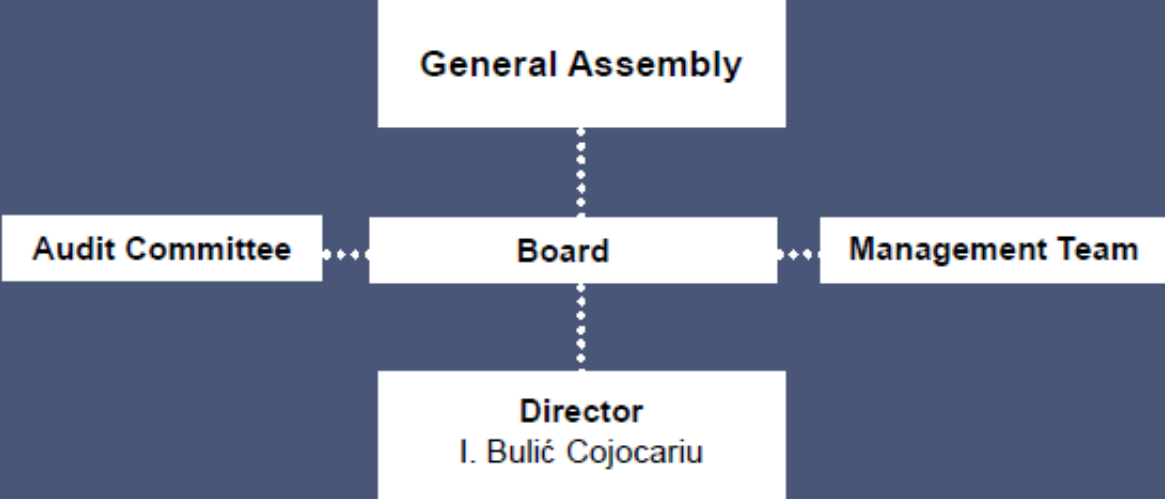 General Assembly
Audit Committee
Board
Management Team
Director
I. Bulić Cojocariu